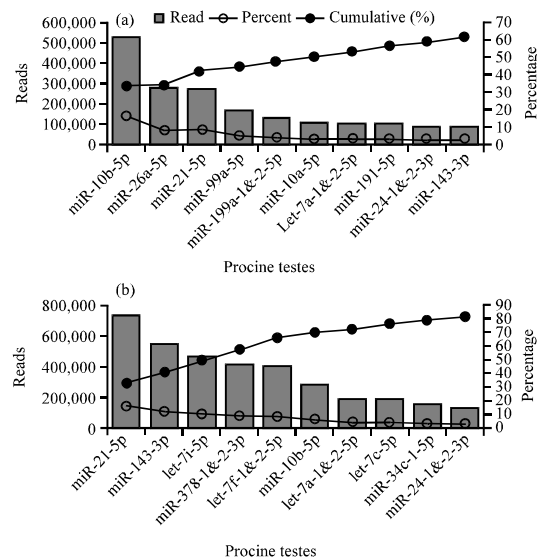 (a)
Read Percent Cumulative (%)
600,000
500,000
400,000
300,000
200,000
100,000
0
Reads
70
60
50
40
30
20
10
0
Percentage
miR-10b-5p
miR-26a-5p
miR-21-5p
miR-99a-5p
miR-199a-1&-2-5p
miR-10a-5p
Let-7a-1&-2-5p
miR-191-5p
miR-24-1&-2-3p
miR-143-3p
Procine testes
(b)
800,000
600,000
400,000
200,000
0
Reads
90
80
70
60
50
40
30
20
10
0
Percentage
miR-21-5p
miR-143-3p
let-7i-5p
miR-378-1&-2-3p
let-7f-1&-2-5p
miR-10b-5p
let-7a-1&-2-5p
let-7c-5p
miR-34c-1-5p
miR-24-1&-2-3p
Procine testes